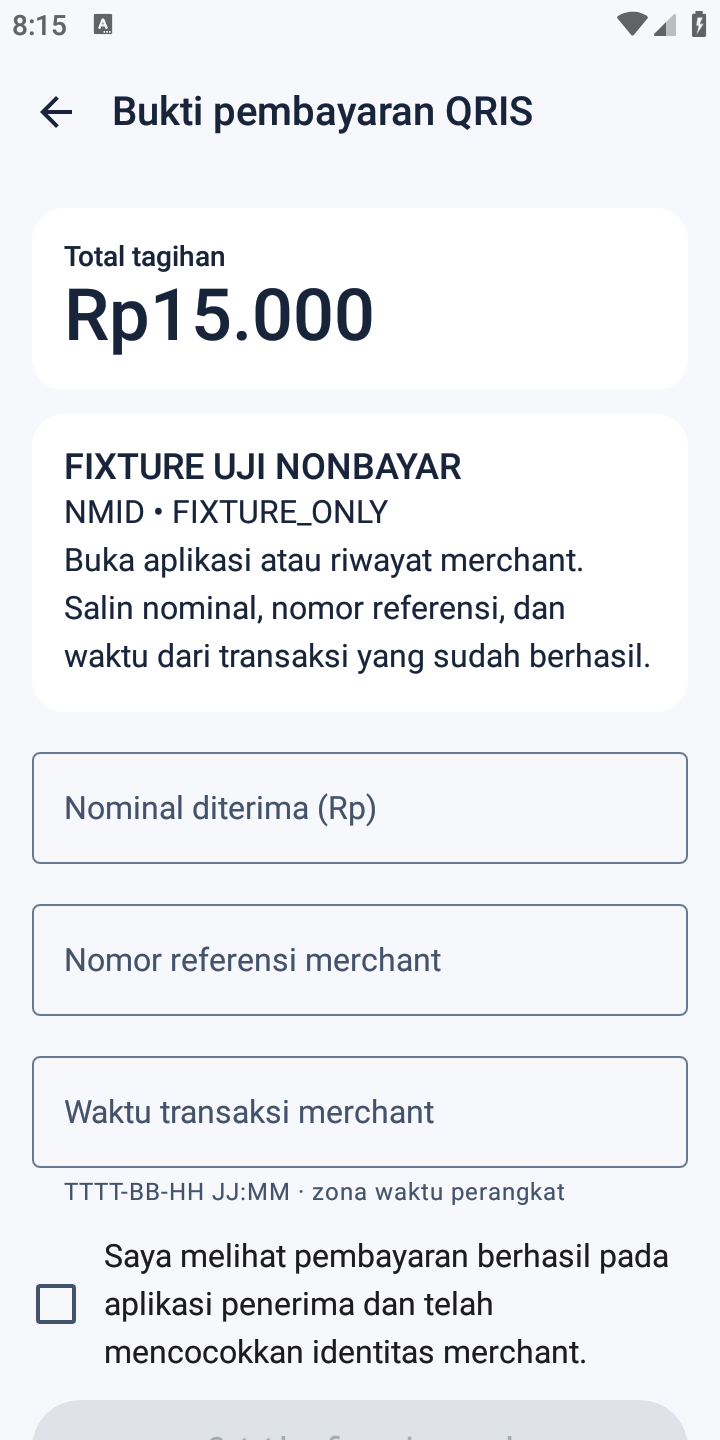 8:15
A
Bukti pembayaran QRIS
Total tagihan
Rp15.000
FIXTURE UJI NONBAYAR
NMID • FIXTURE_ONLY
Buka aplikasi atau riwayat merchant.
Salin nominal, nomor referensi, dan
waktu dari transaksi yang sudah berhasil.
Nominal diterima (Rp)
Nomor referensi merchant
Waktu transaksi merchant
TTTT-BB-HH JJ:MM · zona waktu perangkat
Saya melihat pembayaran berhasil pada
aplikasi penerima dan telah
mencocokkan identitas merchant.